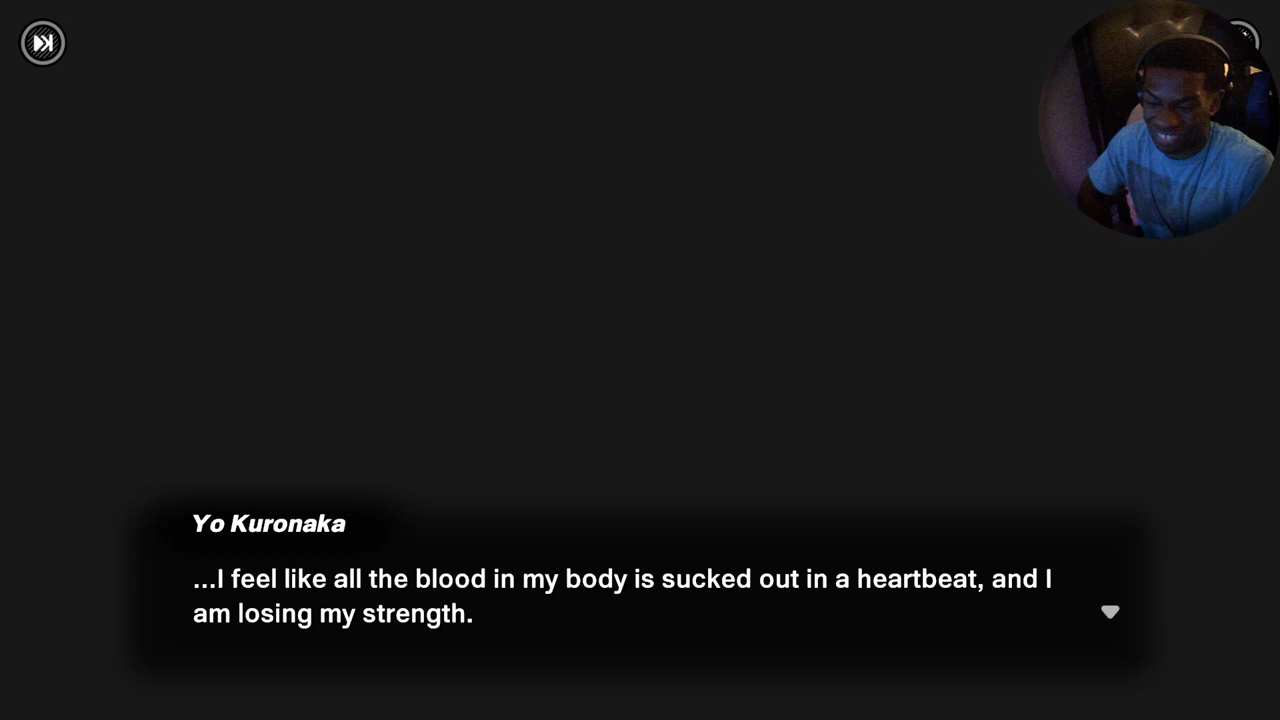 Yo Kuronaka
...I feel like all the blood in my body is sucked out in a heartbeat, and I
am losing my strength.